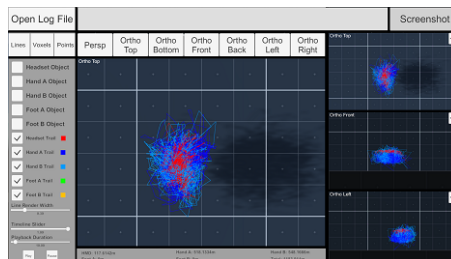 Open Log File
Screenshot
Lines Voxels Points
Persp
Ortho Top
Ortho Bottom
Ortho Front
Ortho Back
Ortho Left
Ortho Right
Headset Object
Hand A Object
Hand B Object
Foot A Object
Foot B Object
Headset Trail
Hand A Trail
Hand B Trail
Foot A Trail
Foot B Trail
Line Render Width
Timeline Slider
Playback Duration
Play
Ortho Top
Ortho Top
Ortho Front
Ortho Left